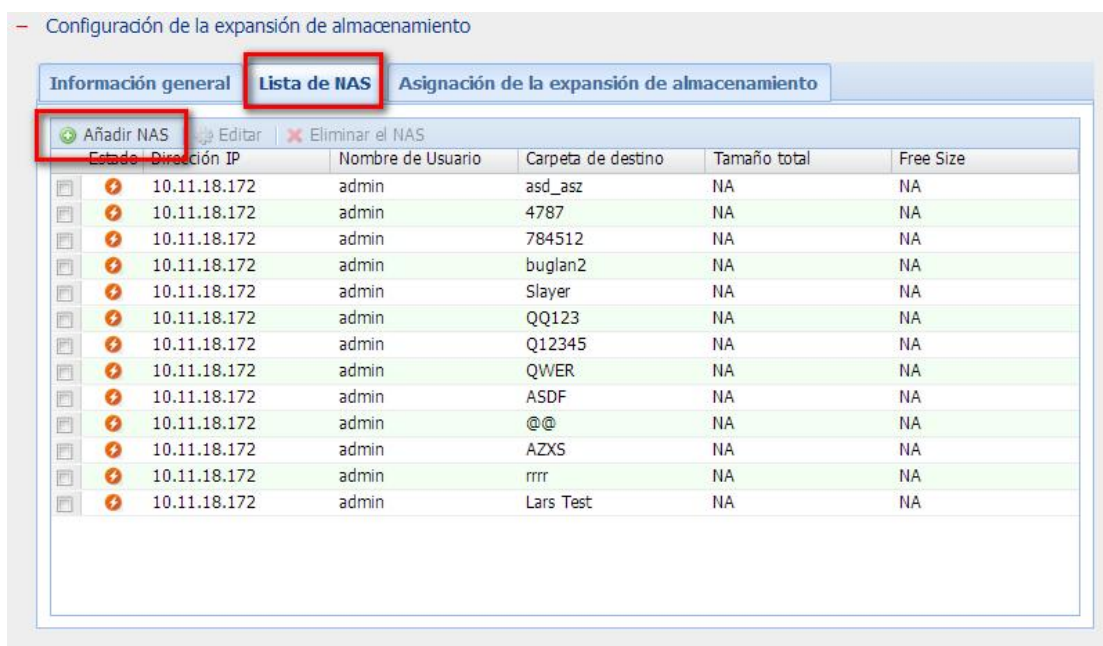 − Configuración de la expansión de almacenamiento
Información general Lista de NAS Asignación de la expansión de almacenamiento
Añadir NAS Editar Eliminar el NAS
Estado Dirección IP Nombre de Usuario Carpeta de destino Tamaño total Free Size
10.11.18.172 admin asd_asz NA NA
10.11.18.172 admin 4787 NA NA
10.11.18.172 admin 784512 NA NA
10.11.18.172 admin buglan2 NA NA
10.11.18.172 admin Slayer NA NA
10.11.18.172 admin QQ123 NA NA
10.11.18.172 admin Q12345 NA NA
10.11.18.172 admin QWER NA NA
10.11.18.172 admin ASDF NA NA
10.11.18.172 admin @@ NA NA
10.11.18.172 admin AZXS NA NA
10.11.18.172 admin rrrr NA NA
10.11.18.172 admin Lars Test NA NA